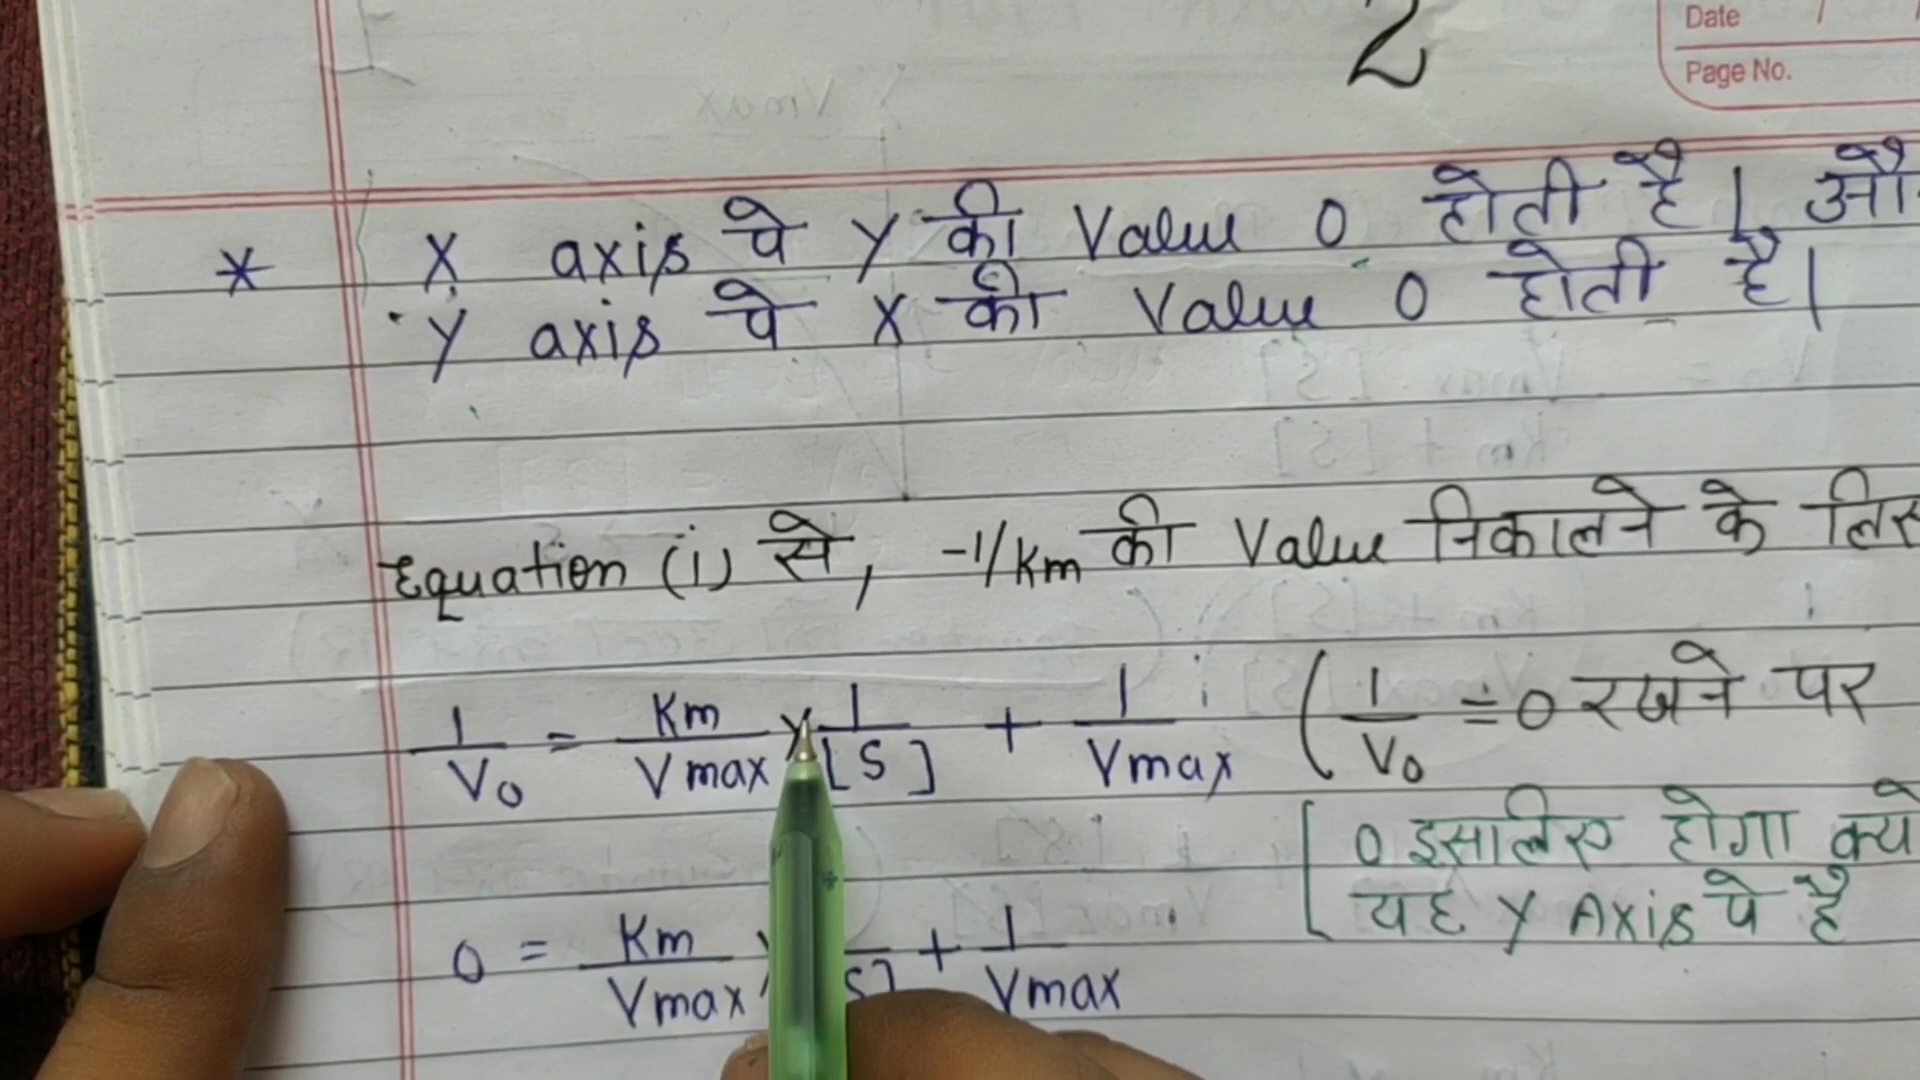 2
Date / /
Page No.
* X axis पे y की Value 0 होती है।
y axis पे X की Value 0 होती है।
Equation (i) से, -1/Km की Value निकालने के
1/V0 = Km/Vmax × 1/[S] + 1/Vmax (1/V0 = 0 रखने पर
[0 इसलिए होगा
यह y Axis पे है
0 = Km/Vmax × S] + 1/Vmax